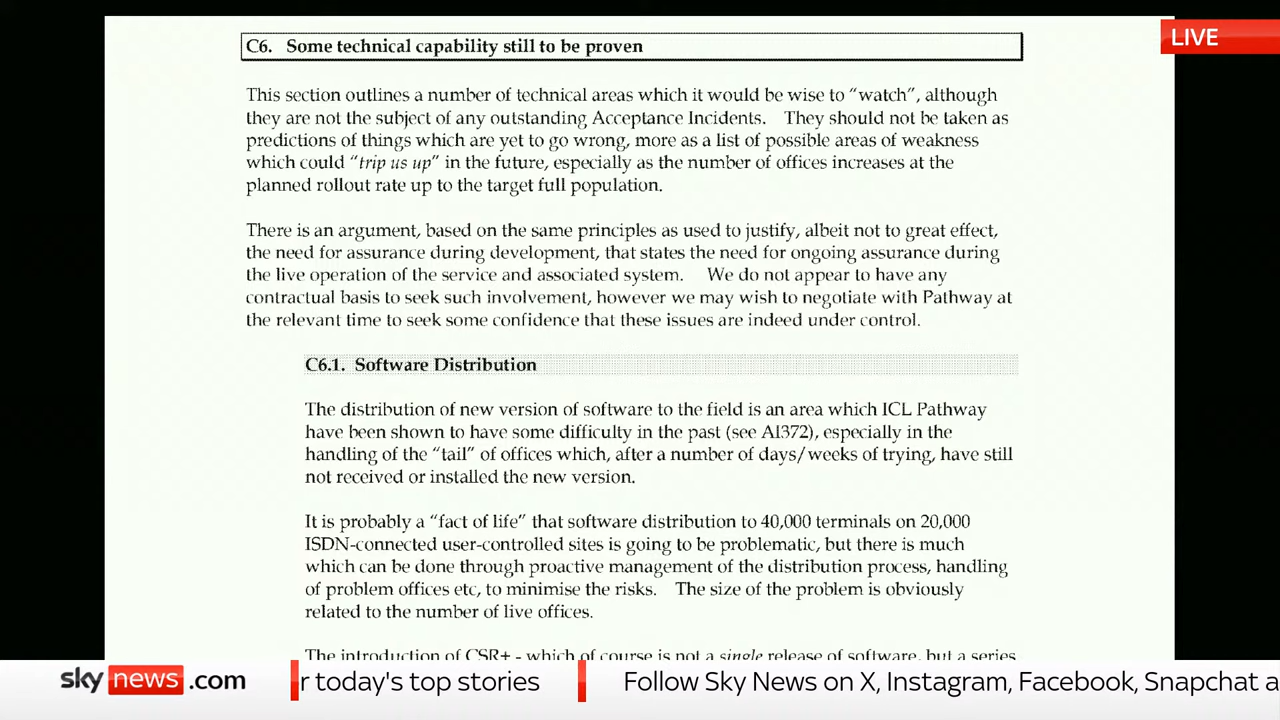 LIVE
C6. Some technical capability still to be proven
This section outlines a number of technical areas which it would be wise to “watch”, although
they are not the subject of any outstanding Acceptance Incidents. They should not be taken as
predictions of things which are yet to go wrong, more as a list of possible areas of weakness
which could “trip us up” in the future, especially as the number of offices increases at the
planned rollout rate up to the target full population.
There is an argument, based on the same principles as used to justify, albeit not to great effect,
the need for assurance during development, that states the need for ongoing assurance during
the live operation of the service and associated system. We do not appear to have any
contractual basis to seek such involvement, however we may wish to negotiate with Pathway at
the relevant time to seek some confidence that these issues are indeed under control.
C6.1. Software Distribution
The distribution of new version of software to the field is an area which ICL Pathway
have been shown to have some difficulty in the past (see AI372), especially in the
handling of the “tail” of offices which, after a number of days/weeks of trying, have still
not received or installed the new version.
It is probably a “fact of life” that software distribution to 40,000 terminals on 20,000
ISDN-connected user-controlled sites is going to be problematic, but there is much
which can be done through proactive management of the distribution process, handling
of problem offices etc, to minimise the risks. The size of the problem is obviously
related to the number of live offices.
The introduction of CSR+ - which of course is not a single release of software, but a series
sky news .com
r today's top stories
Follow Sky News on X, Instagram, Facebook, Snapchat a